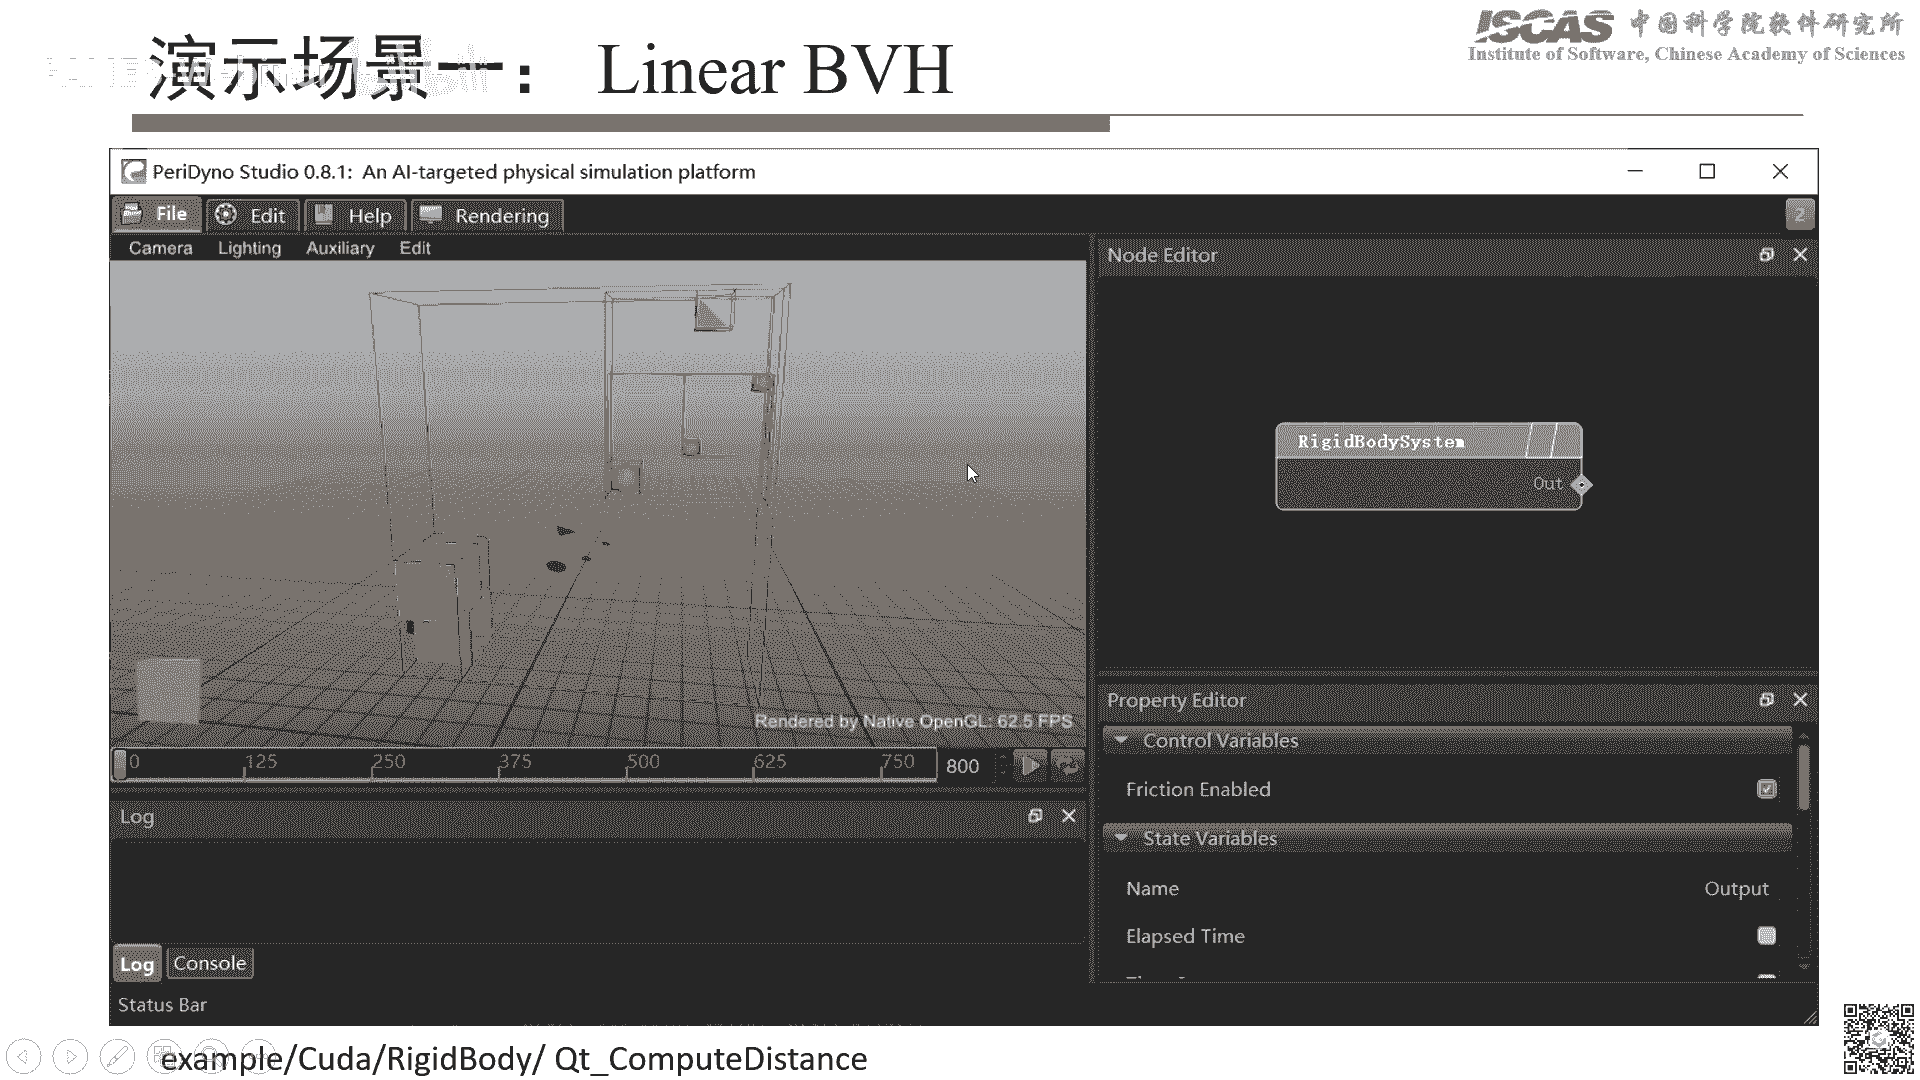 ISCAS 中国科学院软件研究所
Institute of Software, Chinese Academy of Sciences
演示场景一： Linear BVH
PeriDyno Studio 0.8.1: An AI-targeted physical simulation platform
File Edit Help Rendering 2
Camera Lighting Auxiliary Edit
Node Editor
RigidBodySystem
Out
Rendered by Native OpenGL: 62.5 FPS
0 125 250 375 500 625 750 800
Property Editor
Control Variables
Friction Enabled
State Variables
Name Output
Elapsed Time
Log
Log Console
Status Bar
example/Cuda/RigidBody/ Qt_ComputeDistance